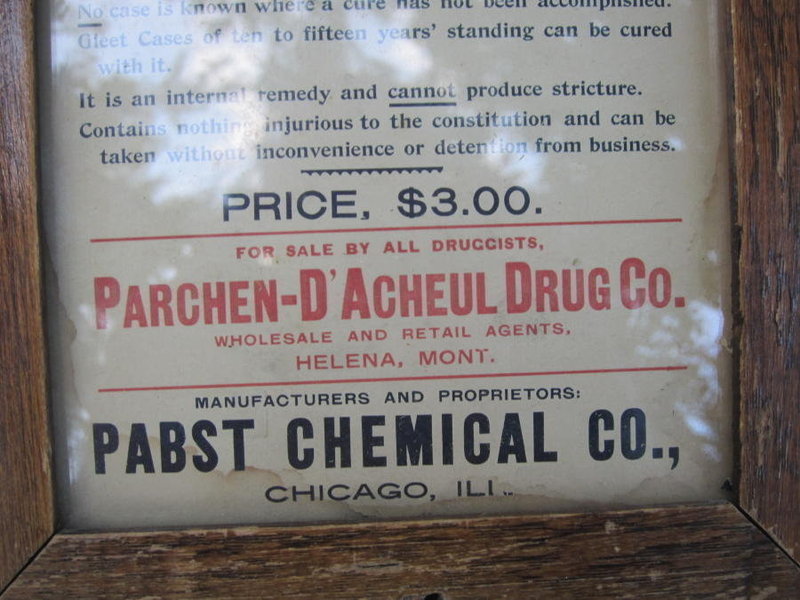 No case is known where a cure has not been accomplished.
Gleet Cases of ten to fifteen years' standing can be cured
with it.
It is an internal remedy and cannot produce stricture.
Contains nothing injurious to the constitution and can be
taken without inconvenience or detention from business.
PRICE, $3.00.
FOR SALE BY ALL DRUGGISTS,
PARCHEN-D'ACHEUL DRUG CO.
WHOLESALE AND RETAIL AGENTS,
HELENA, MONT.
MANUFACTURERS AND PROPRIETORS:
PABST CHEMICAL CO.,
CHICAGO, ILL.